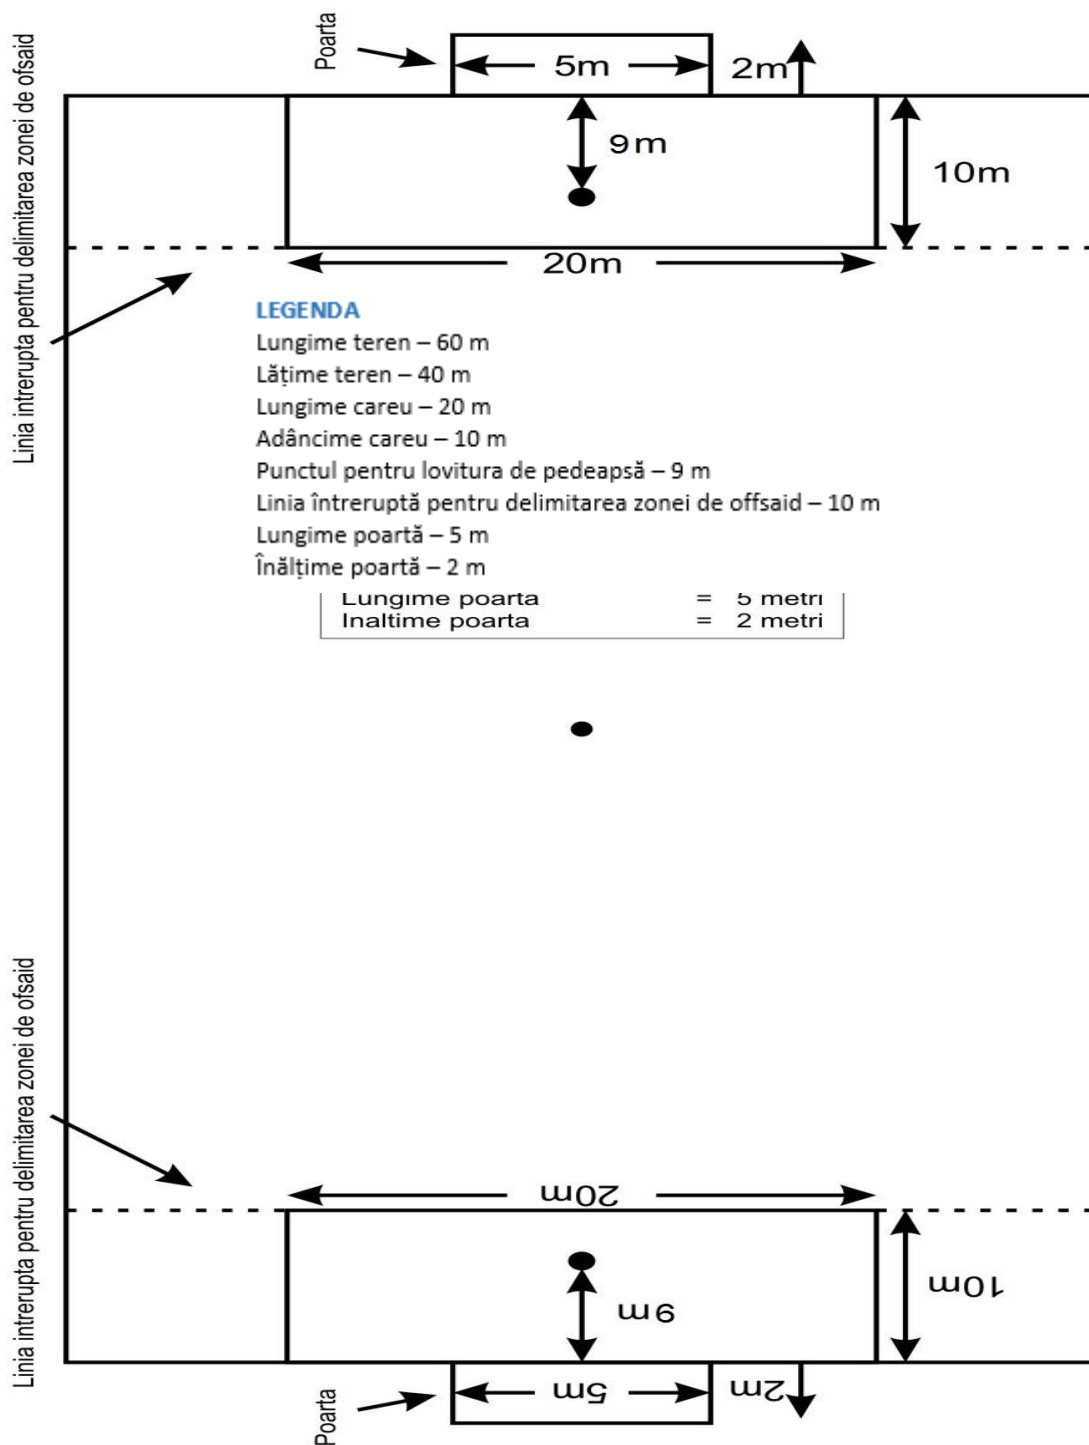 Linia intrerupta pentru delimitarea zonei de ofsaid
Poarta
5m
2m
9m
10m
20m
LEGENDA
Lungime teren – 60 m
Lățime teren – 40 m
Lungime careu – 20 m
Adâncime careu – 10 m
Punctul pentru lovitura de pedeapsă – 9 m
Linia întreruptă pentru delimitarea zonei de offsaid – 10 m
Lungime poartă – 5 m
Înălțime poartă – 2 m
Lungime poarta = 5 metri
Inaltime poarta = 2 metri
Linia intrerupta pentru delimitarea zonei de ofsaid
20m
10m
9m
5m
2m
Poarta